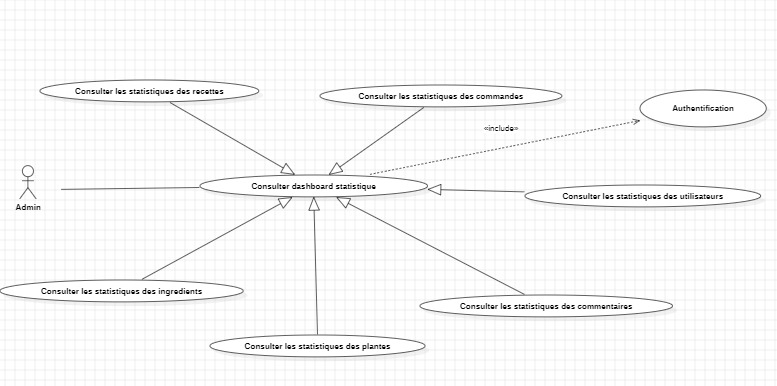 Consulter les statistiques des recettes
Consulter les statistiques des commandes
Authentification
«include»
Consulter dashboard statistique
Consulter les statistiques des utilisateurs
Admin
Consulter les statistiques des ingredients
Consulter les statistiques des commentaires
Consulter les statistiques des plantes